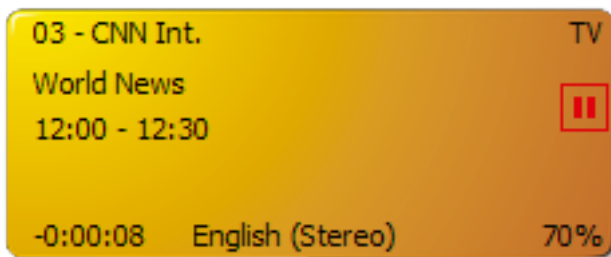 03 - CNN Int. TV
World News
12:00 - 12:30
-0:00:08 English (Stereo) 70%